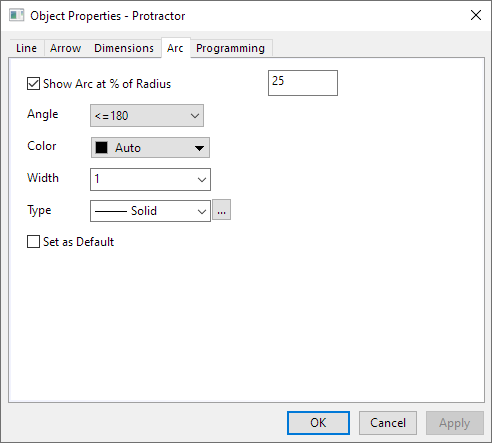 Object Properties - Protractor
Line Arrow Dimensions Arc Programming
Show Arc at % of Radius 25
Angle <=180
Color Auto
Width 1
Type Solid ...
Set as Default
OK Cancel Apply